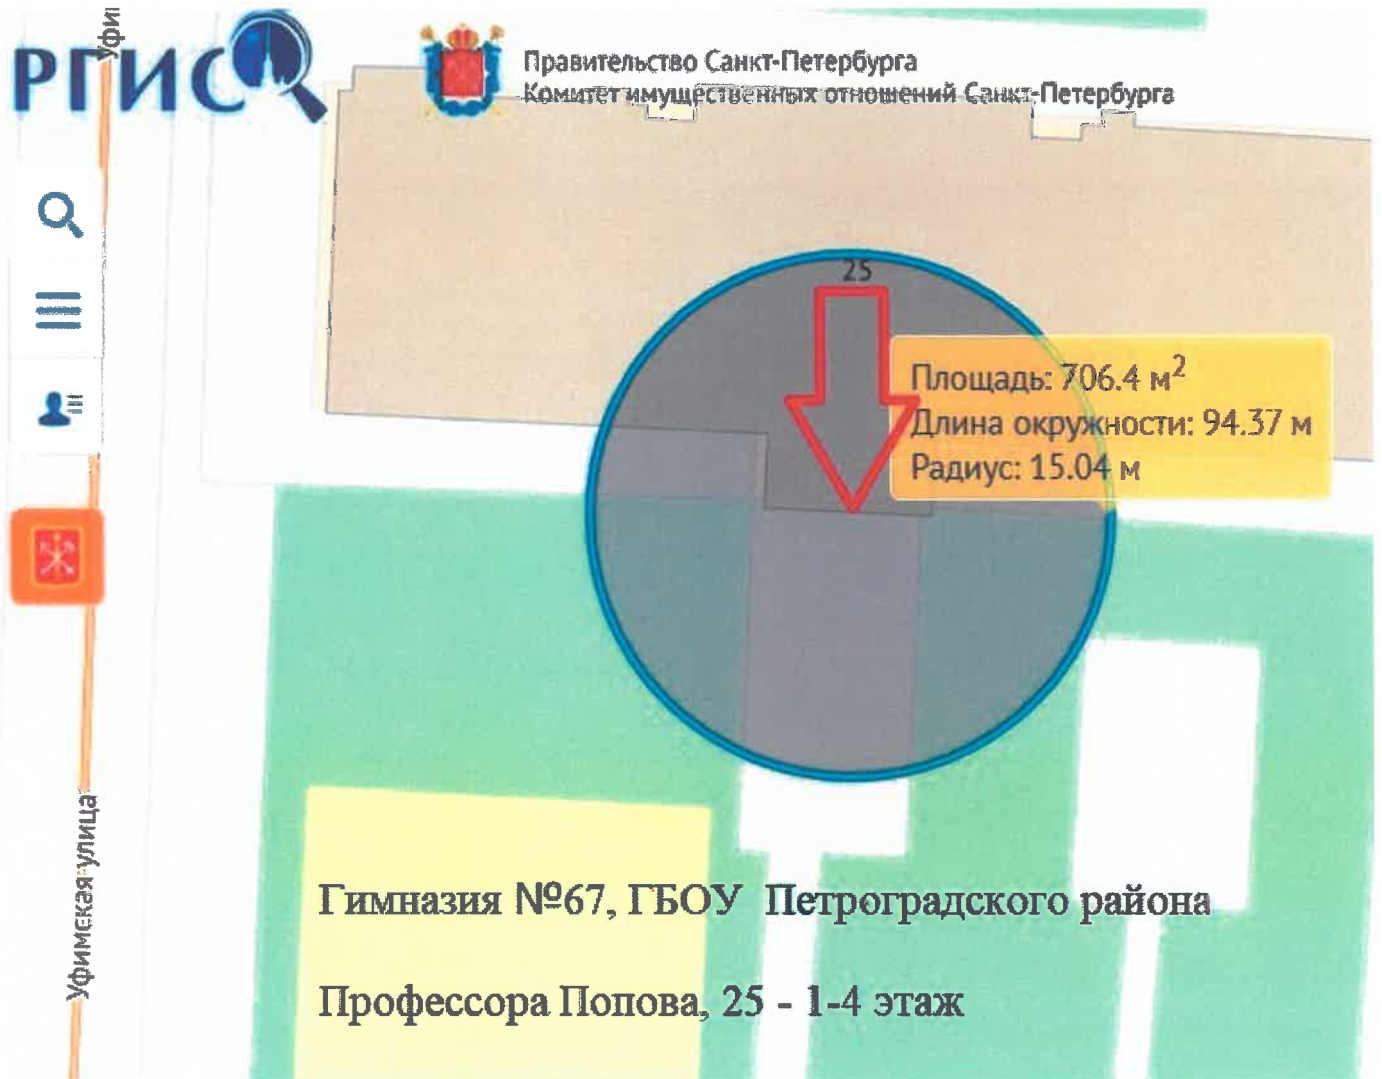 Уфи
РГИС
Правительство Санкт-Петербурга
Комитет имущественных отношений Санкт-Петербурга
25
Площадь: 706.4 м²
Длина окружности: 94.37 м
Радиус: 15.04 м
Уфимская улица
Гимназия №67, ГБОУ Петроградского района
Профессора Попова, 25 - 1-4 этаж